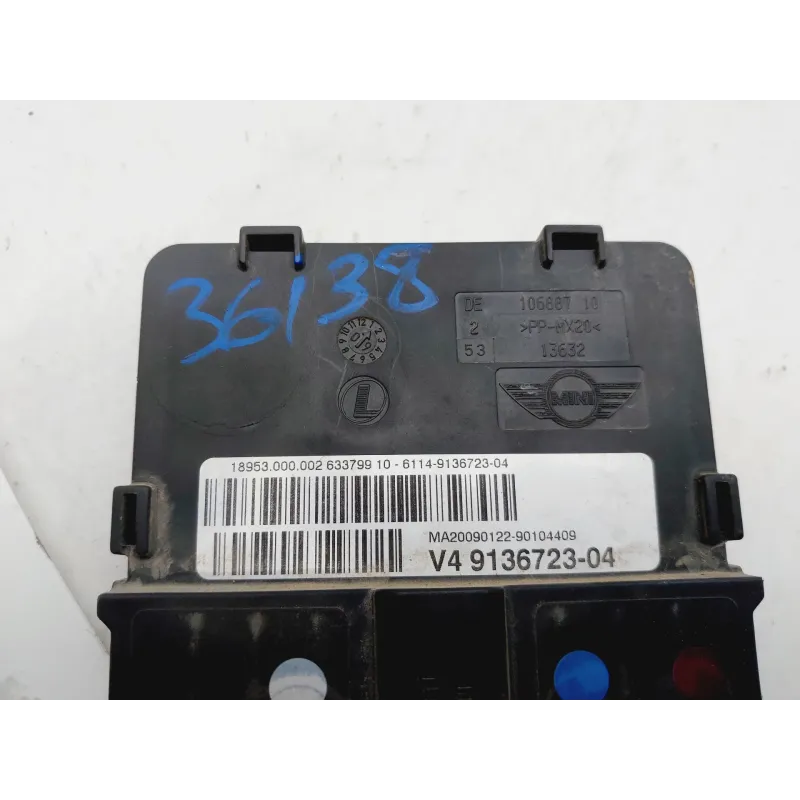 36138
DE 106887 10
2 >PP-MX20<
53 13632
L
MINI
18953.000.002 633799 10 - 6114-9136723-04
MA20090122-90104409
V4 9136723-04